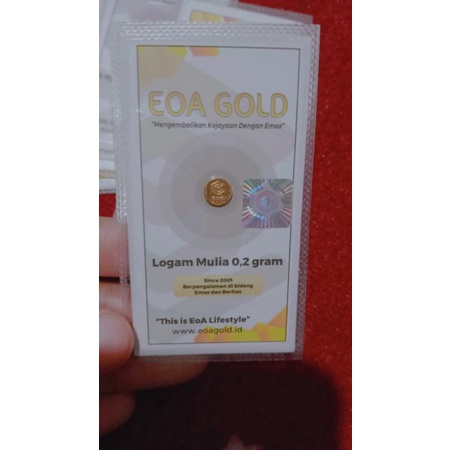 EOA GOLD
"Mengembalikan Kejayaan Dengan Emas"
Logam Mulia 0,2 gram
Since 2001
Berpengalaman di bidang
Emas dan Berlian
"This is EoA Lifestyle"
www.eoagold.id